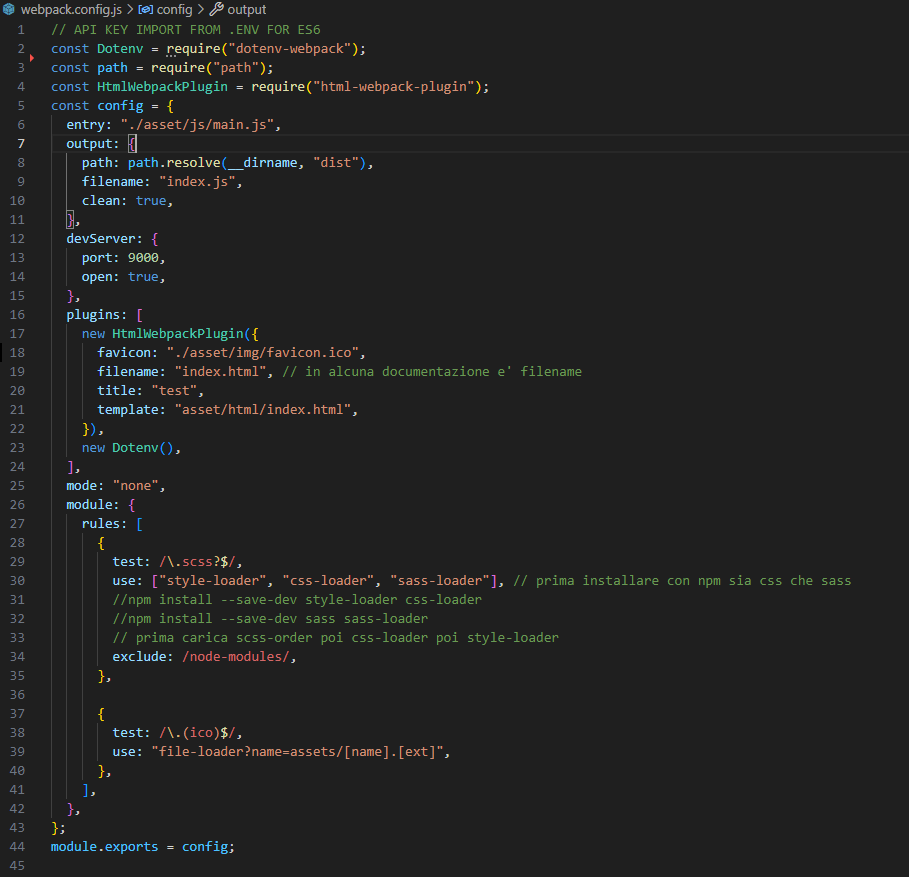 webpack.config.js > config > output
1 // API KEY IMPORT FROM .ENV FOR ES6
2 const Dotenv = require("dotenv-webpack");
3 const path = require("path");
4 const HtmlWebpackPlugin = require("html-webpack-plugin");
5 const config = {
6 entry: "./asset/js/main.js",
7 output: {
8 path: path.resolve(__dirname, "dist"),
9 filename: "index.js",
10 clean: true,
11 },
12 devServer: {
13 port: 9000,
14 open: true,
15 },
16 plugins: [
17 new HtmlWebpackPlugin({
18 favicon: "./asset/img/favicon.ico",
19 filename: "index.html", // in alcuna documentazione e' filename
20 title: "test",
21 template: "asset/html/index.html",
22 }),
23 new Dotenv(),
24 ],
25 mode: "none",
26 module: {
27 rules: [
28 {
29 test: /\.scss?$/,
30 use: ["style-loader", "css-loader", "sass-loader"], // prima installare con npm sia css che sass
31 //npm install --save-dev style-loader css-loader
32 //npm install --save-dev sass sass-loader
33 // prima carica scss-order poi css-loader poi style-loader
34 exclude: /node-modules/,
35 },
36
37 {
38 test: /\.(ico)$/,
39 use: "file-loader?name=assets/[name].[ext]",
40 },
41 ],
42 },
43 };
44 module.exports = config;
45